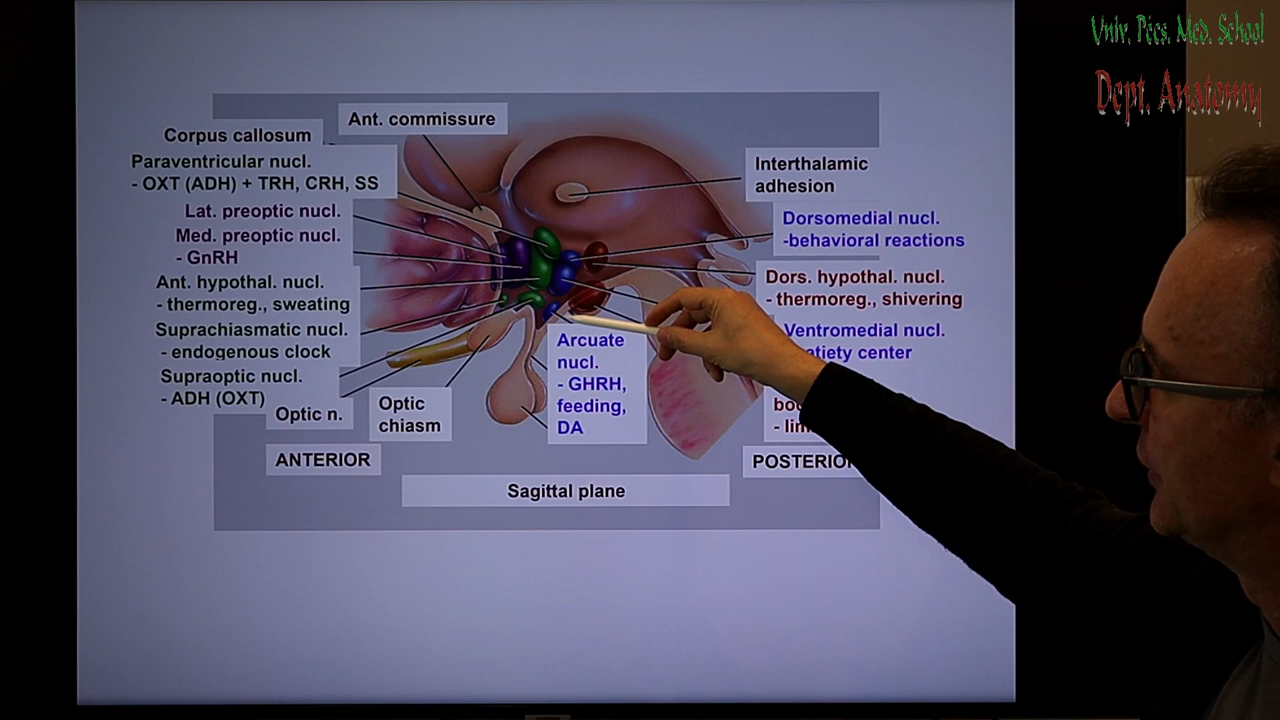 Univ. Pécs. Med. School
Dept. Anatomy
Ant. commissure
Corpus callosum
Paraventricular nucl.
- OXT (ADH) + TRH, CRH, SS
Lat. preoptic nucl.
Med. preoptic nucl.
- GnRH
Ant. hypothal. nucl.
- thermoreg., sweating
Suprachiasmatic nucl.
- endogenous clock
Supraoptic nucl.
- ADH (OXT)
Optic n.
Optic
chiasm
Interthalamic
adhesion
Dorsomedial nucl.
-behavioral reactions
Dors. hypothal. nucl.
- thermoreg., shivering
Ventromedial nucl.
center
Arcuate
nucl.
- GHRH,
feeding,
DA
ANTERIOR
Sagittal plane